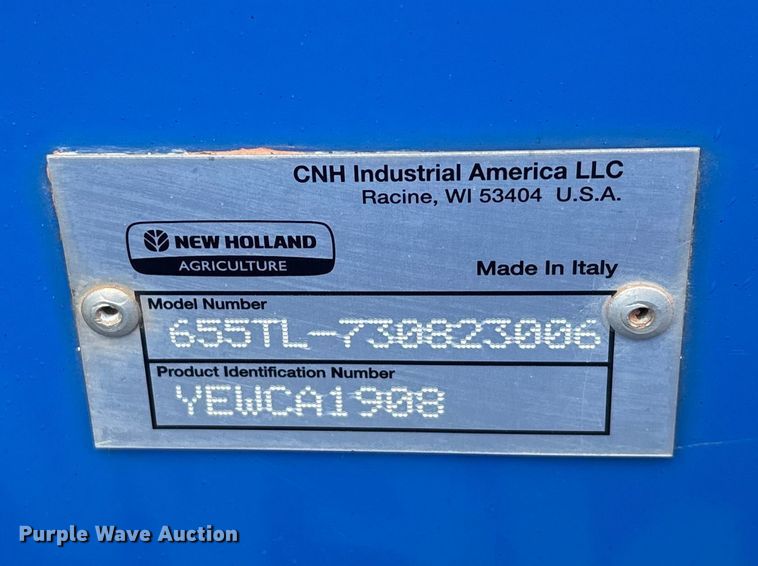 CNH Industrial America LLC
Racine, WI 53404 U.S.A.
NEW HOLLAND
AGRICULTURE
Made In Italy
Model Number
655TL-730823006
Product Identification Number
YEWCA1908
Purple Wave Auction